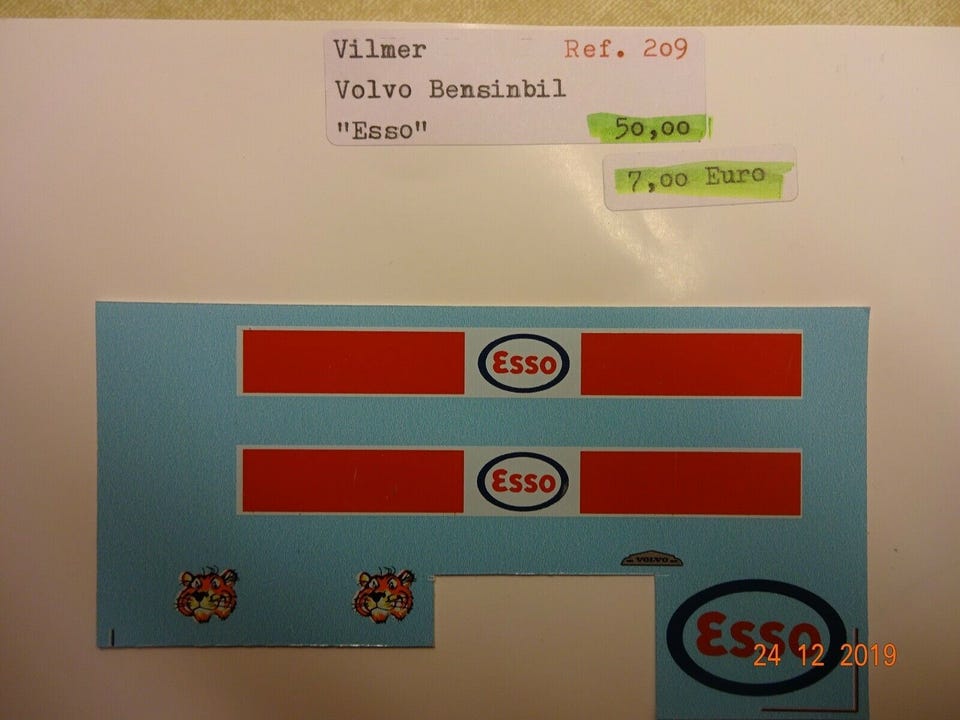 Vilmer Ref. 209
Volvo Bensinbil
"Esso" 50,00
7,00 Euro
Esso
Esso
VOLVO
Esso
24 12 2019